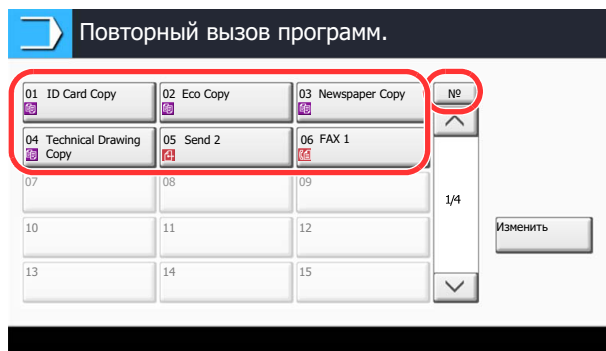 Повторный вызов программ.
01 ID Card Copy
02 Eco Copy
03 Newspaper Copy
№
04 Technical Drawing
Copy
05 Send 2
06 FAX 1
07
08
09
1/4
10
11
12
Изменить
13
14
15